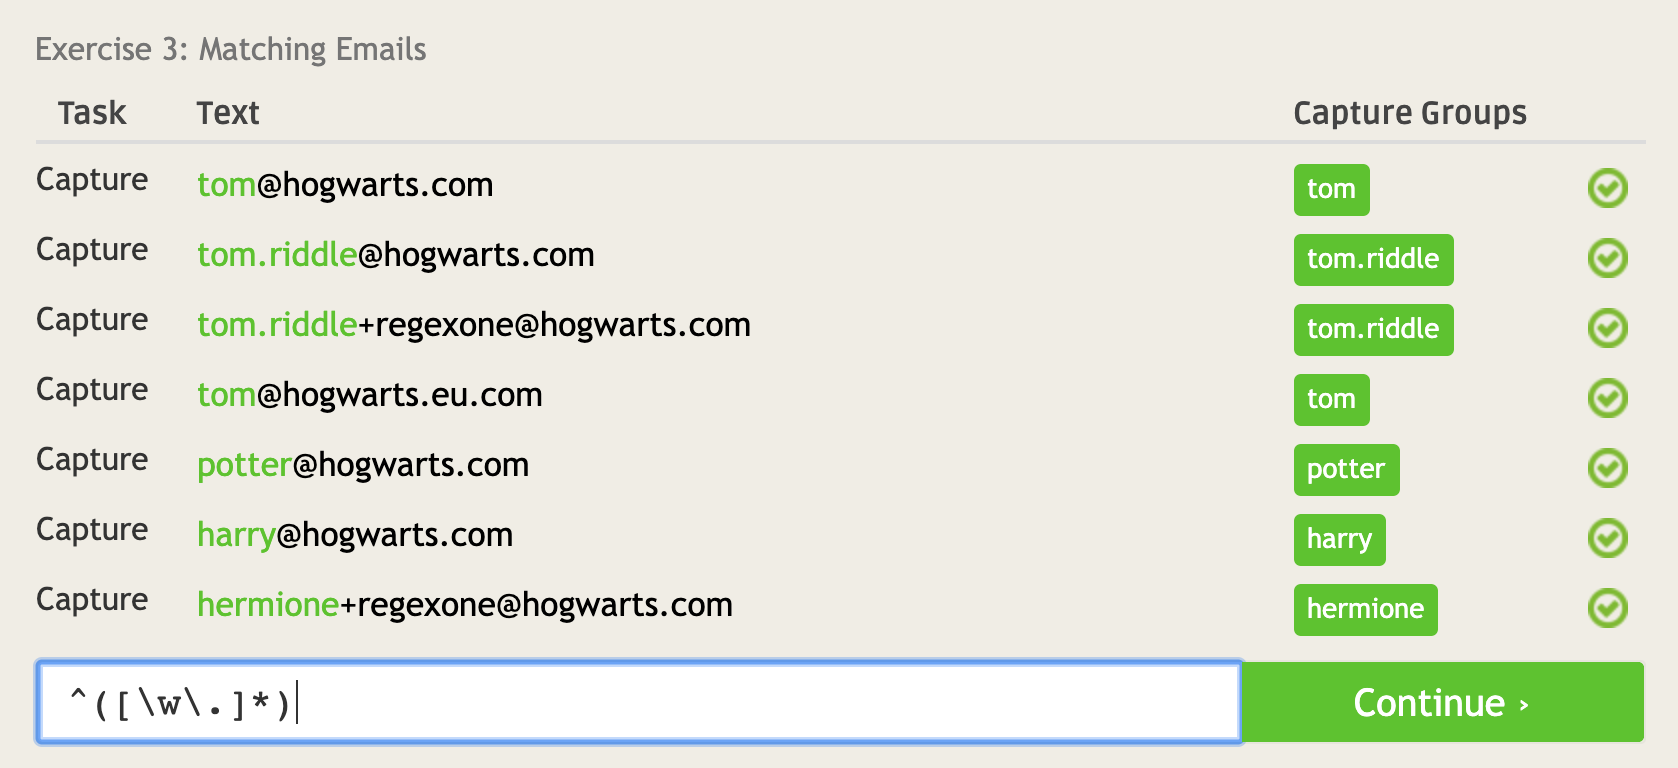 Exercise 3: Matching Emails
Task Text Capture Groups
Capture tom@hogwarts.com tom
Capture tom.riddle@hogwarts.com tom.riddle
Capture tom.riddle+regexone@hogwarts.com tom.riddle
Capture tom@hogwarts.eu.com tom
Capture potter@hogwarts.com potter
Capture harry@hogwarts.com harry
Capture hermione+regexone@hogwarts.com hermione
^([\w\.]*) Continue ›